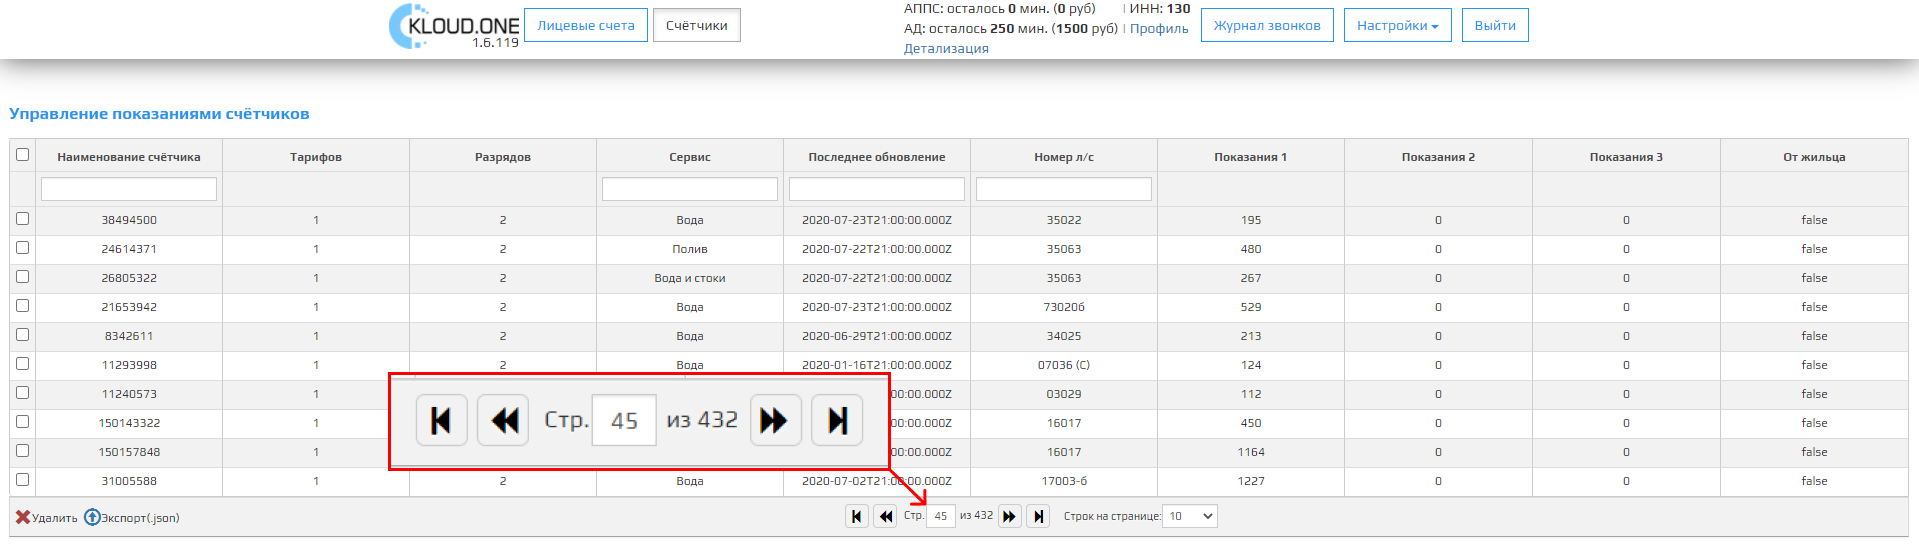 KLOUD.ONE
1.6.119
Лицевые счета
Счётчики
АППС: осталось 0 мин. (0 руб) | ИНН: 130
АД: осталось 250 мин. (1500 руб) | Профиль
Детализация
Журнал звонков
Настройки
Выйти
Управление показаниями счётчиков
Наименование счётчика Тарифов Разрядов Сервис Последнее обновление Номер л/с Показания 1 Показания 2 Показания 3 От жильца
38494500 1 2 Вода 2020-07-23T21:00:00.000Z 35022 195 0 0 false
24614371 1 2 Полив 2020-07-22T21:00:00.000Z 35063 480 0 0 false
26805322 1 2 Вода и стоки 2020-07-22T21:00:00.000Z 35063 267 0 0 false
21653942 1 2 Вода 2020-07-23T21:00:00.000Z 73020б 529 0 0 false
8342611 1 2 Вода 2020-06-29T21:00:00.000Z 34025 213 0 0 false
11293998 1 2 Вода 2020-01-16T21:00:00.000Z 07036 (С) 124 0 0 false
11240573 1 00:00.000Z 03029 112 0 0 false
150143322 1 00:00.000Z 16017 450 0 0 false
150157848 1 00:00.000Z 16017 1164 0 0 false
31005588 1 2 Вода 2020-07-02T21:00:00.000Z 17003-б 1227 0 0 false
Стр. 45 из 432
Удалить Экспорт(.json) Стр. 45 из 432 Строк на странице: 10